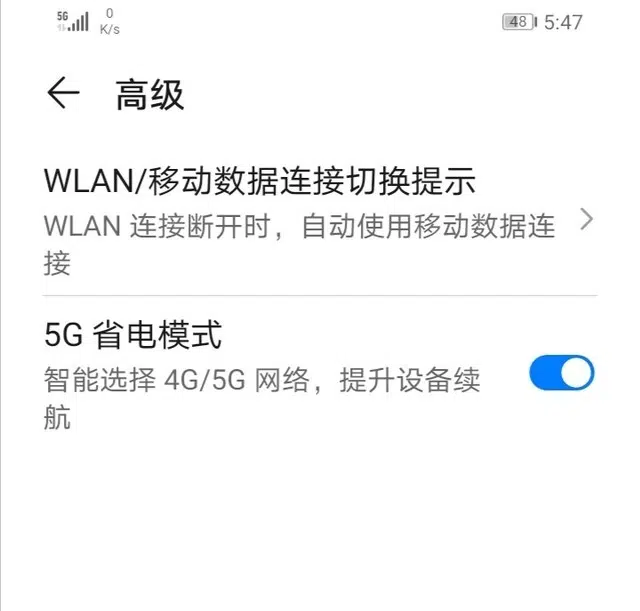 5G 0 K/s 48 5:47
高级
WLAN/移动数据连接切换提示
WLAN 连接断开时，自动使用移动数据连
接
5G 省电模式
智能选择 4G/5G 网络，提升设备续
航